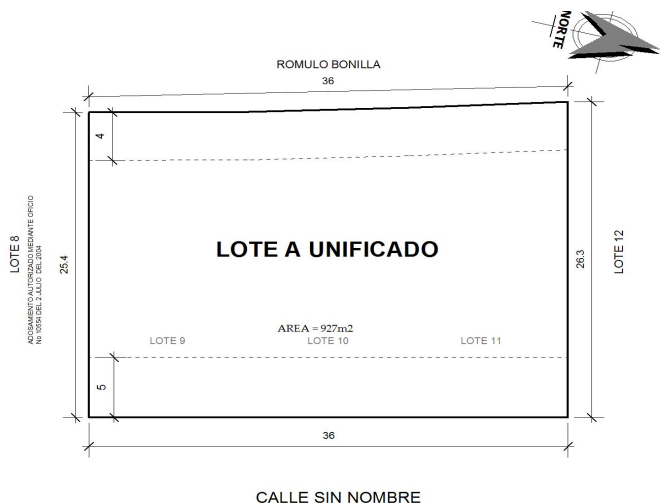 NORTE
ROMULO BONILLA
36
4
LOTE 8
ADOSAMIENTO AUTORIZADO MEDIANTE OFICIO
No 10554 DEL 2 JULIO DEL 2004
25.4
LOTE A UNIFICADO
26.3
LOTE 12
AREA = 927m2
LOTE 9
LOTE 10
LOTE 11
5
36
CALLE SIN NOMBRE